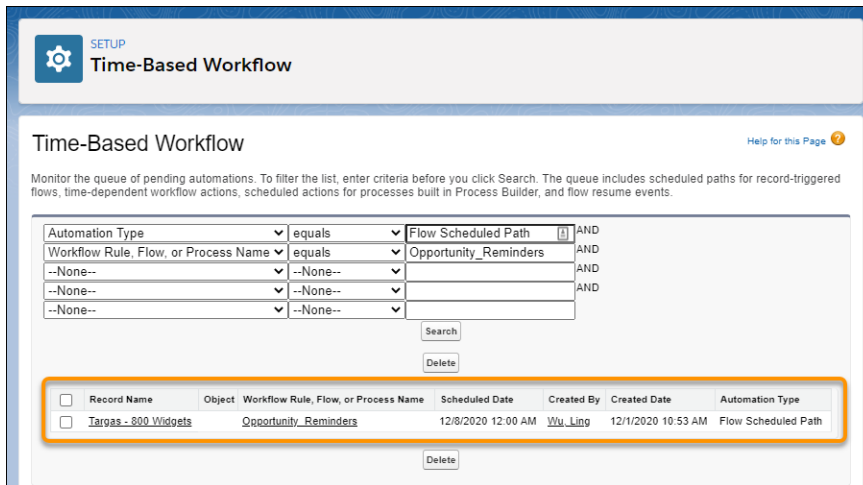 SETUP
Time-Based Workflow
Time-Based Workflow
Help for this Page
Monitor the queue of pending automations. To filter the list, enter criteria before you click Search. The queue includes scheduled paths for record-triggered
flows, time-dependent workflow actions, scheduled actions for processes built in Process Builder, and flow resume events.
Automation Type equals Flow Scheduled Path AND
Workflow Rule, Flow, or Process Name equals Opportunity_Reminders AND
--None-- --None-- AND
--None-- --None-- AND
--None-- --None--
Search
Delete
Record Name Object Workflow Rule, Flow, or Process Name Scheduled Date Created By Created Date Automation Type
Targas - 800 Widgets Opportunity_Reminders 12/8/2020 12:00 AM Wu, Ling 12/1/2020 10:53 AM Flow Scheduled Path
Delete